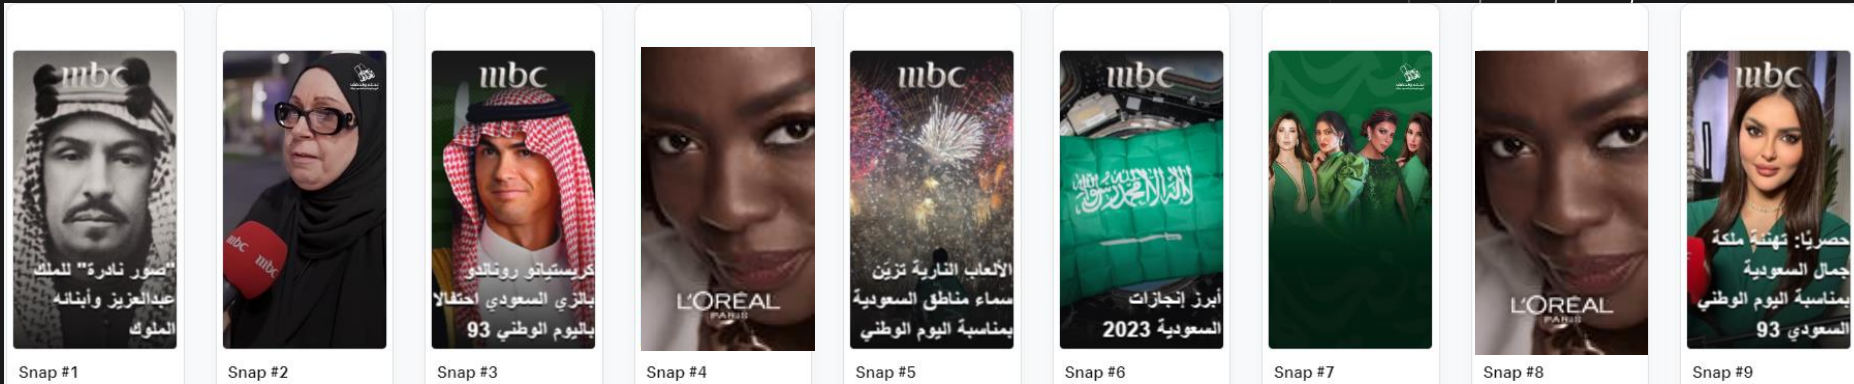 mbc
"صور نادرة" للملك
عبدالعزيز وأبنائه
الملوك
Snap #1
mbc
mbc
Snap #2
mbc
كريستيانو رونالدو
بالزي السعودي احتفالا
باليوم الوطني 93
Snap #3
L'ORÉAL
PARIS
Snap #4
mbc
الألعاب النارية تزيّن
سماء مناطق السعودية
بمناسبة اليوم الوطني
Snap #5
mbc
لا إله إلا الله محمد رسول الله
أبرز إنجازات
السعودية 2023
Snap #6
Snap #7
L'ORÉAL
PARIS
Snap #8
mbc
حصريًا: تهنئة ملكة
جمال السعودية
بمناسبة اليوم الوطني
السعودي 93
Snap #9